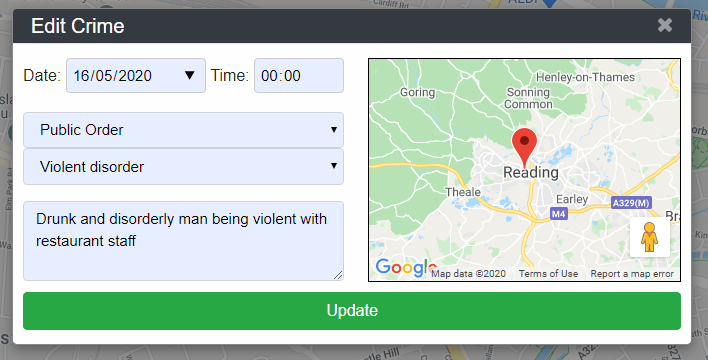 ALDI
Edit Crime
Date: 16/05/2020 Time: 00:00
Public Order
Violent disorder
Drunk and disorderly man being violent with
restaurant staff
Henley-on-Thames
Goring
Sonning
Common
Reading
Theale
Earley
A329(M)
M4
Google
Map data ©2020 Terms of Use Report a map error
Update